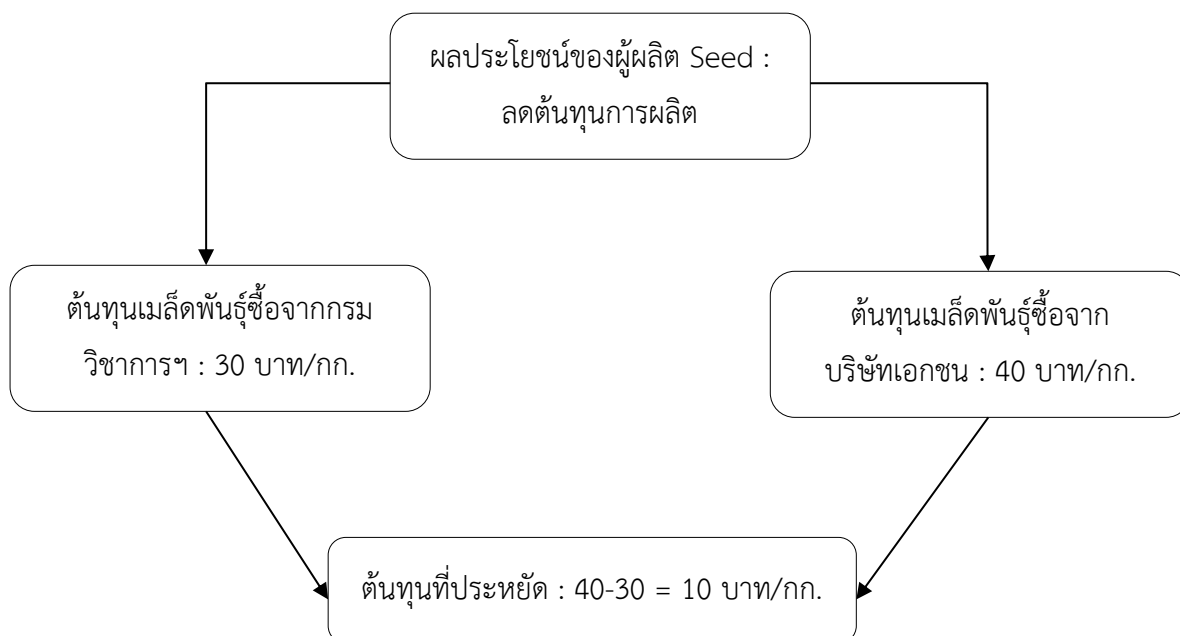 ผลประโยชน์ของผู้ผลิต Seed :
ลดต้นทุนการผลิต
ต้นทุนเมล็ดพันธุ์ซื้อจากกรม
วิชาการฯ : 30 บาท/กก.
ต้นทุนเมล็ดพันธุ์ซื้อจาก
บริษัทเอกชน : 40 บาท/กก.
ต้นทุนที่ประหยัด : 40-30 = 10 บาท/กก.